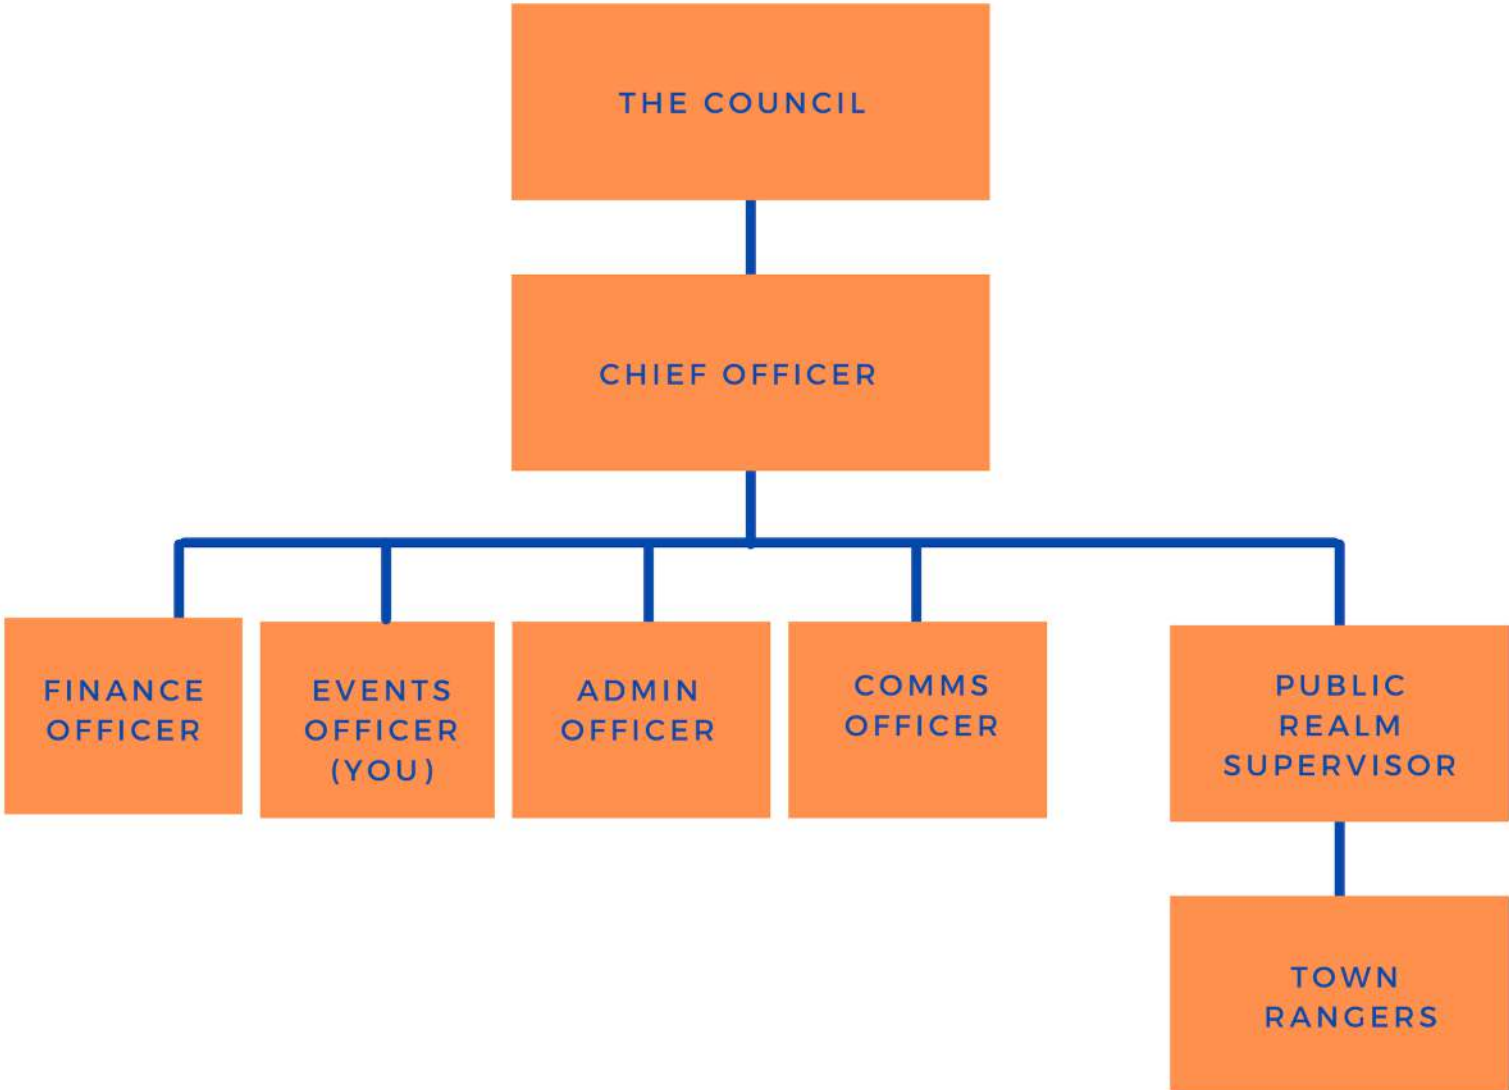 THE COUNCIL
CHIEF OFFICER
FINANCE
OFFICER
EVENTS
OFFICER
(YOU)
ADMIN
OFFICER
COMMS
OFFICER
PUBLIC
REALM
SUPERVISOR
TOWN
RANGERS